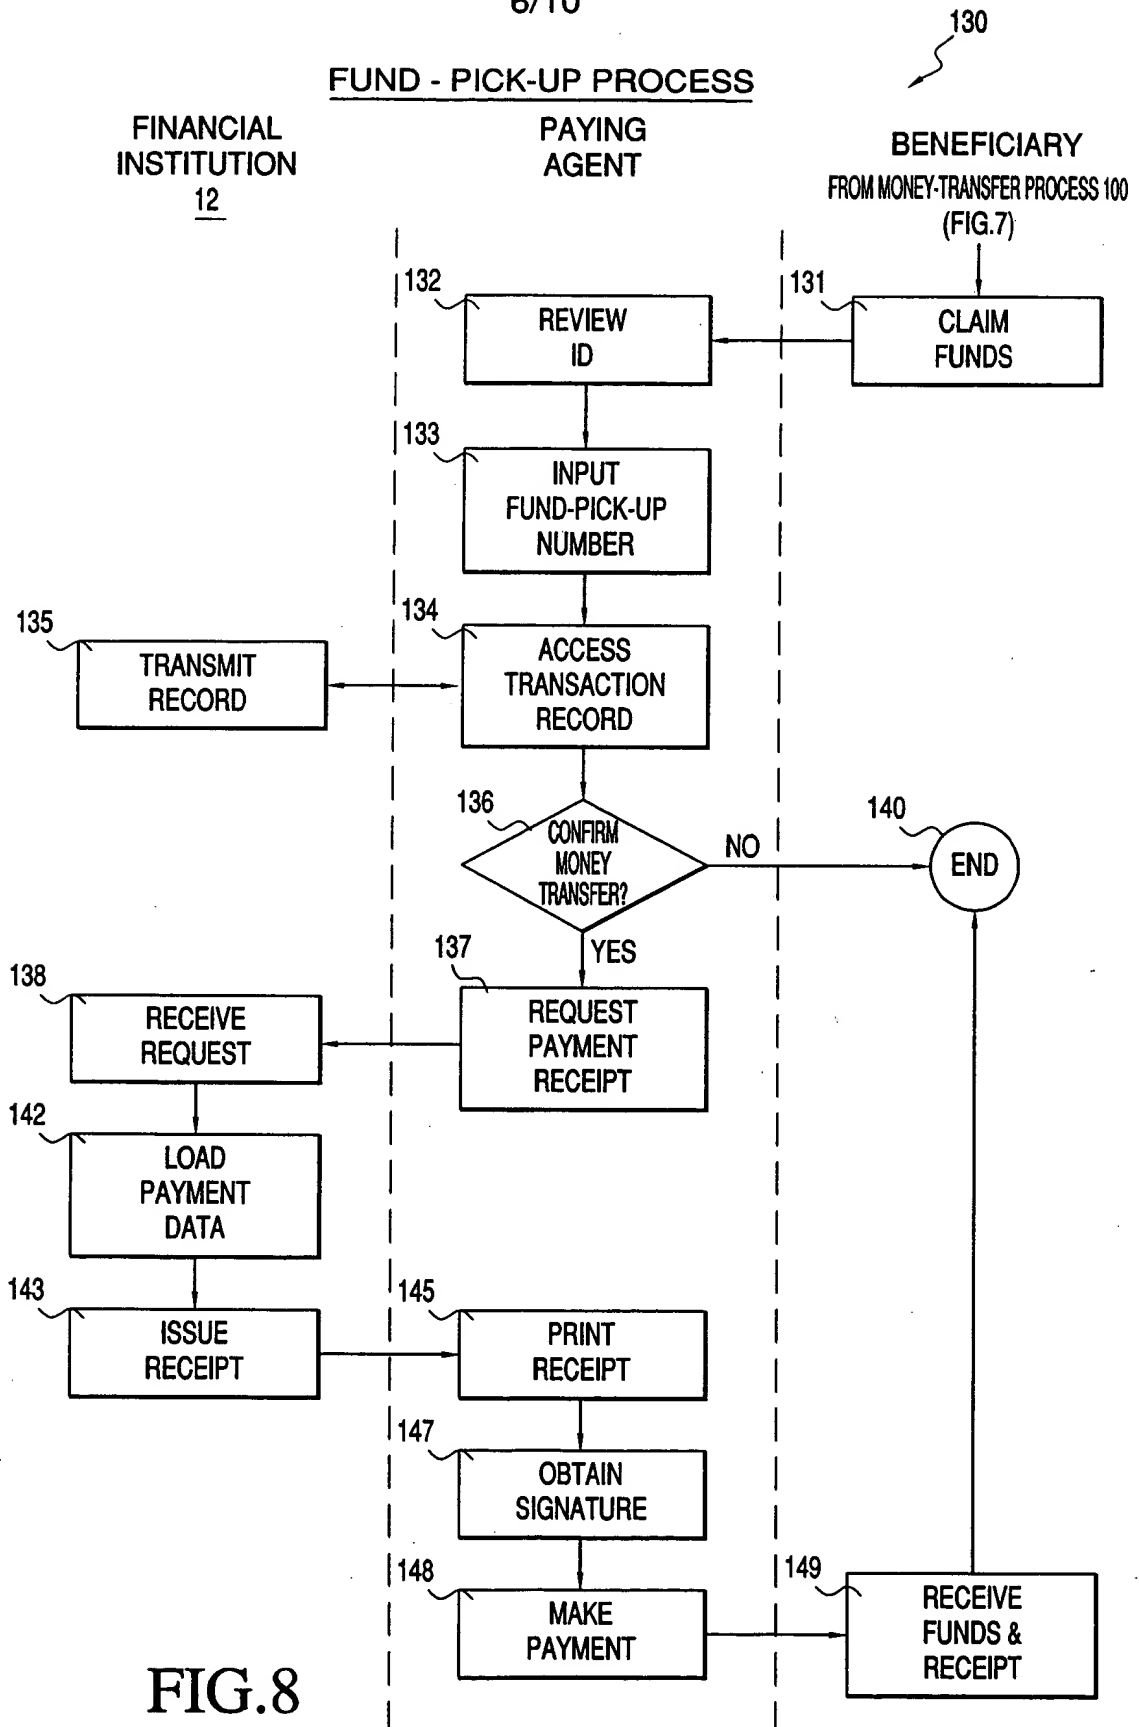 6/10
130
FUND - PICK-UP PROCESS
FINANCIAL
INSTITUTION
12
PAYING
AGENT
BENEFICIARY
FROM MONEY-TRANSFER PROCESS 100
(FIG.7)
132
REVIEW
ID
131
CLAIM
FUNDS
133
INPUT
FUND-PICK-UP
NUMBER
135
TRANSMIT
RECORD
134
ACCESS
TRANSACTION
RECORD
136
CONFIRM
MONEY
TRANSFER?
NO
140
END
YES
137
REQUEST
PAYMENT
RECEIPT
138
RECEIVE
REQUEST
142
LOAD
PAYMENT
DATA
143
ISSUE
RECEIPT
145
PRINT
RECEIPT
147
OBTAIN
SIGNATURE
148
MAKE
PAYMENT
149
RECEIVE
FUNDS &
RECEIPT
FIG.8